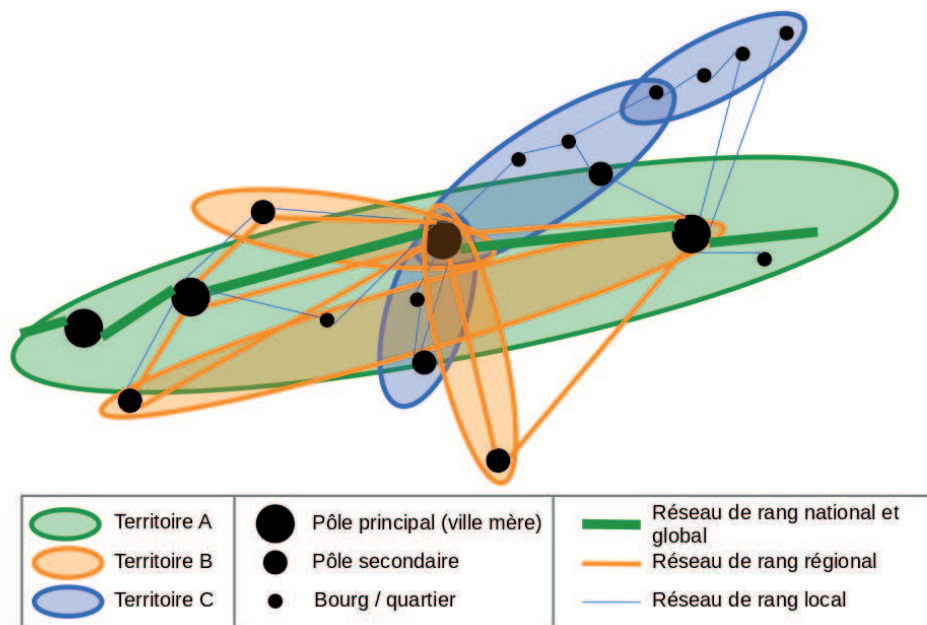 Territoire A
Territoire B
Territoire C
Pôle principal (ville mère)
Pôle secondaire
Bourg / quartier
Réseau de rang national et
global
Réseau de rang régional
Réseau de rang local